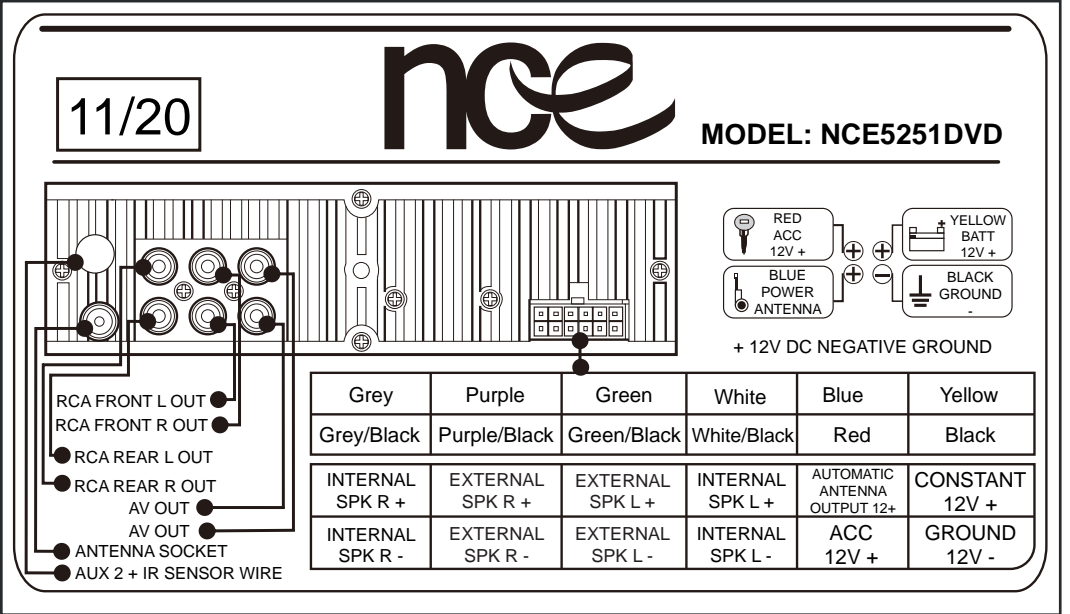 nce
11/20
MODEL: NCE5251DVD
RED
ACC
12V +
YELLOW
BATT
12V +
BLUE
POWER
ANTENNA
BLACK
GROUND
-
+ 12V DC NEGATIVE GROUND
RCA FRONT L OUT
RCA FRONT R OUT
RCA REAR L OUT
RCA REAR R OUT
AV OUT
AV OUT
ANTENNA SOCKET
AUX 2 + IR SENSOR WIRE
Grey Purple Green White Blue Yellow
Grey/Black Purple/Black Green/Black White/Black Red Black
INTERNAL SPK R + EXTERNAL SPK R + EXTERNAL SPK L + INTERNAL SPK L + AUTOMATIC ANTENNA OUTPUT 12+ CONSTANT 12V +
INTERNAL SPK R - EXTERNAL SPK R - EXTERNAL SPK L - INTERNAL SPK L - ACC 12V + GROUND 12V -